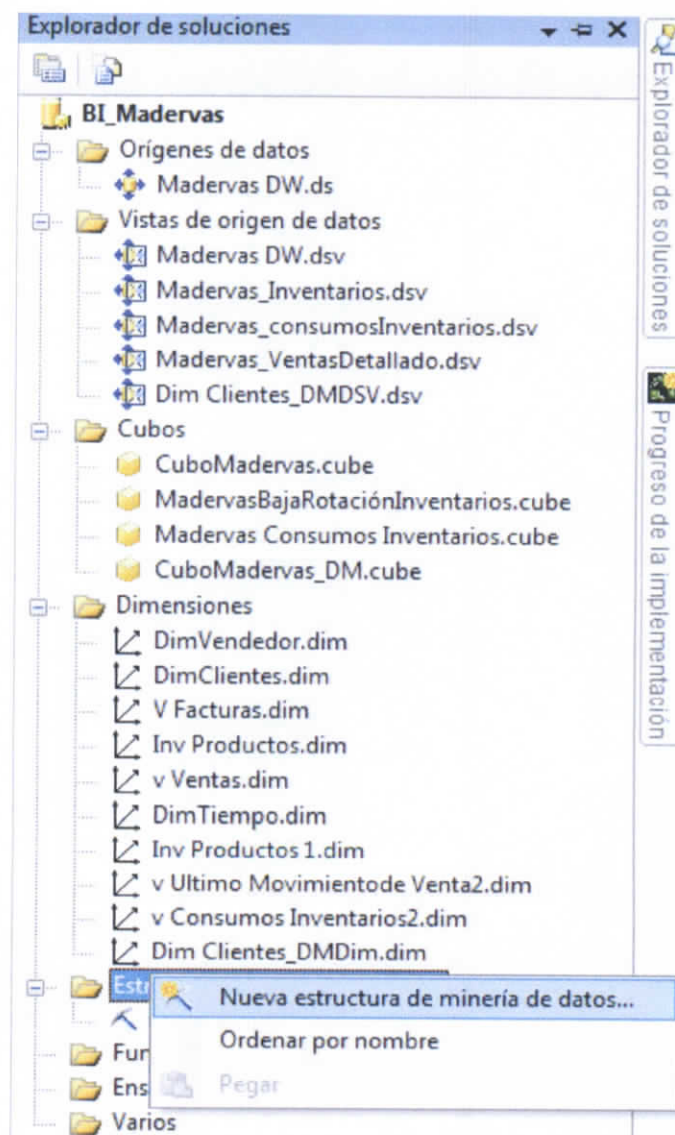 Explorador de soluciones
BI_Madervas
Orígenes de datos
Madervas DW.ds
Vistas de origen de datos
Madervas DW.dsv
Madervas_Inventarios.dsv
Madervas_consumosInventarios.dsv
Madervas_VentasDetallado.dsv
Dim Clientes_DMDSV.dsv
Cubos
CuboMadervas.cube
MadervasBajaRotaciónInventarios.cube
Madervas Consumos Inventarios.cube
CuboMadervas_DM.cube
Dimensiones
DimVendedor.dim
DimClientes.dim
V Facturas.dim
Inv Productos.dim
v Ventas.dim
DimTiempo.dim
Inv Productos 1.dim
v Ultimo Movimientode Venta2.dim
v Consumos Inventarios2.dim
Dim Clientes_DMDim.dim
Est
Nueva estructura de minería de datos...
Fun
Ordenar por nombre
Ens
Pegar
Varios
Explorador de soluciones
Progreso de la implementación